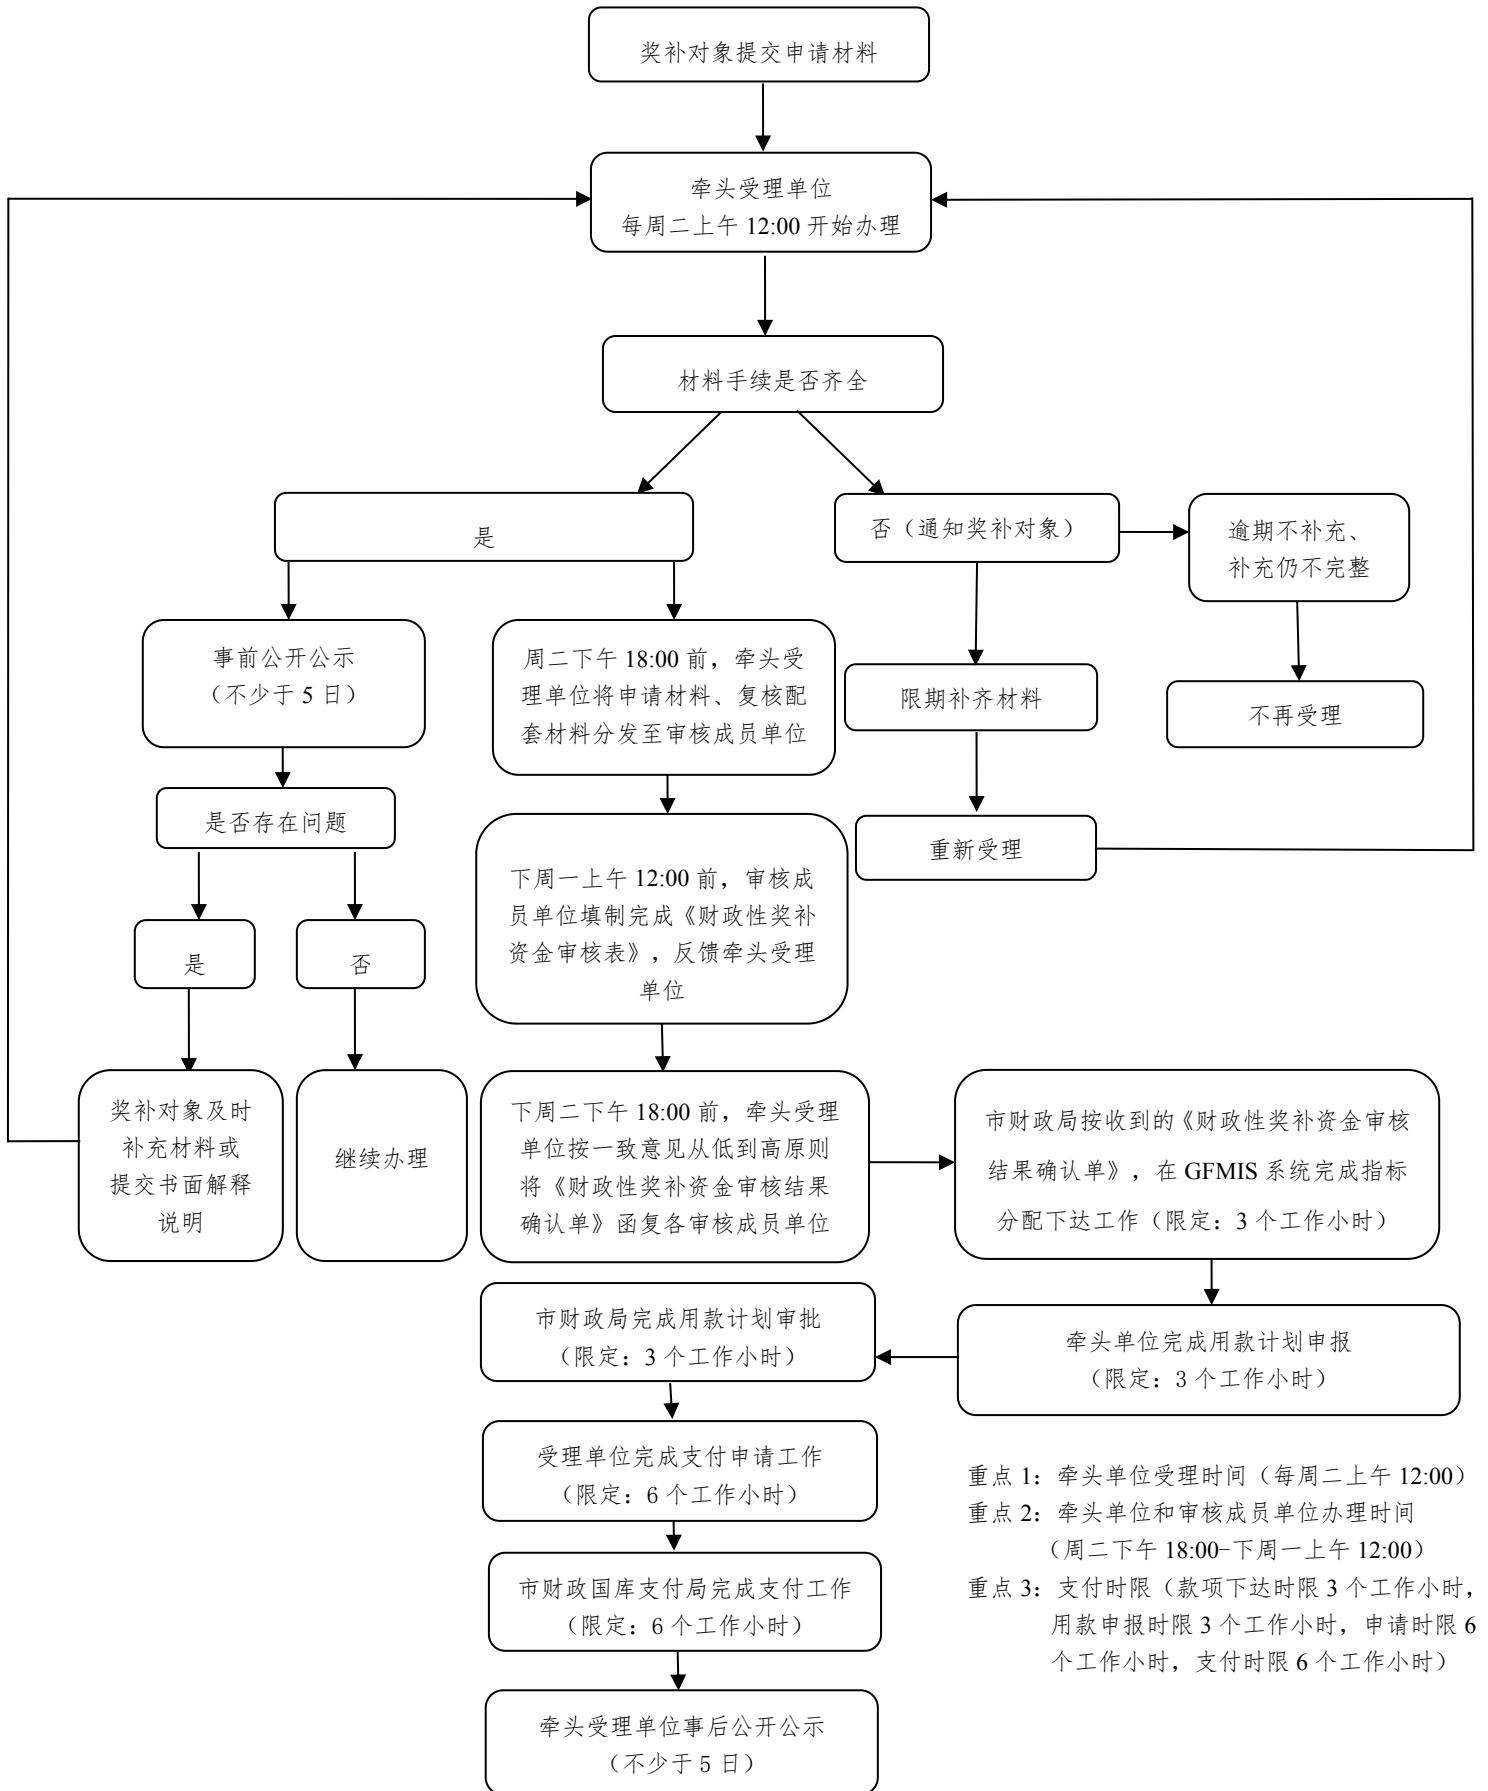 奖补对象提交申请材料
牵头受理单位
每周二上午 12:00 开始办理
材料手续是否齐全
是
否（通知奖补对象）
逾期不补充、
补充仍不完整
事前公开公示
（不少于 5 日）
周二下午 18:00 前，牵头受
理单位将申请材料、复核配
套材料分发至审核成员单位
限期补齐材料
不再受理
是否存在问题
重新受理
下周一上午 12:00 前，审核成
员单位填制完成《财政性奖补
资金审核表》，反馈牵头受理
单位
是
否
奖补对象及时
补充材料或
提交书面解释
说明
继续办理
下周二下午 18:00 前，牵头受理
单位按一致意见从低到高原则
将《财政性奖补资金审核结果
确认单》函复各审核成员单位
市财政局按收到的《财政性奖补资金审核
结果确认单》，在 GFMIS 系统完成指标
分配下达工作（限定：3 个工作小时）
市财政局完成用款计划审批
（限定：3 个工作小时）
牵头单位完成用款计划申报
（限定：3 个工作小时）
受理单位完成支付申请工作
（限定：6 个工作小时）
市财政国库支付局完成支付工作
（限定：6 个工作小时）
牵头受理单位事后公开公示
（不少于 5 日）
重点 1：牵头单位受理时间（每周二上午 12:00）
重点 2：牵头单位和审核成员单位办理时间
（周二下午 18:00-下周一上午 12:00）
重点 3：支付时限（款项下达时限 3 个工作小时，
用款申报时限 3 个工作小时，申请时限 6
个工作小时，支付时限 6 个工作小时）